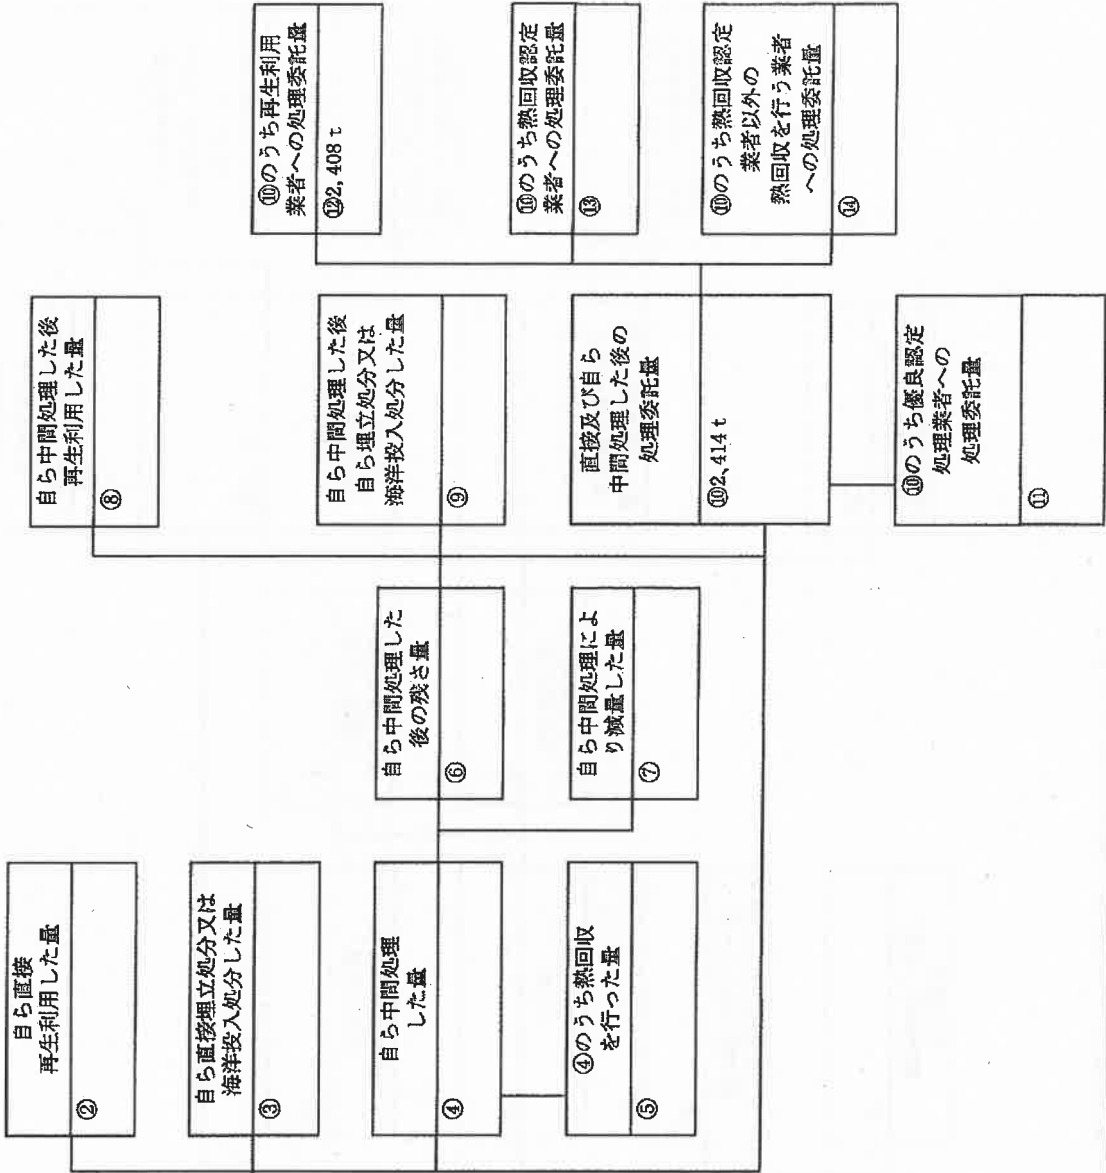 自ら直接
再生利用した量
②
自ら直接埋立処分又は
海洋投入処分した量
③
自ら中間処理
した量
④
④のうち熱回収
を行った量
⑤
自ら中間処理した
後の残さ量
⑥
自ら中間処理によ
り減量した量
⑦
自ら中間処理した後
再生利用した量
⑧
自ら中間処理した後
自ら埋立処分又は
海洋投入処分した量
⑨
直接及び自ら
中間処理した後の
処理委託量
⑩2、414t
⑩のうち優良認定
処理業者への
処理委託量
⑪
⑩のうち再生利用
業者への処理委託量
⑫2,408t
⑩のうち熱回収認定
業者への処理委託量
⑬
⑩のうち熱回収認定
業者以外の
熱回収を行う業者
への処理委託量
⑭